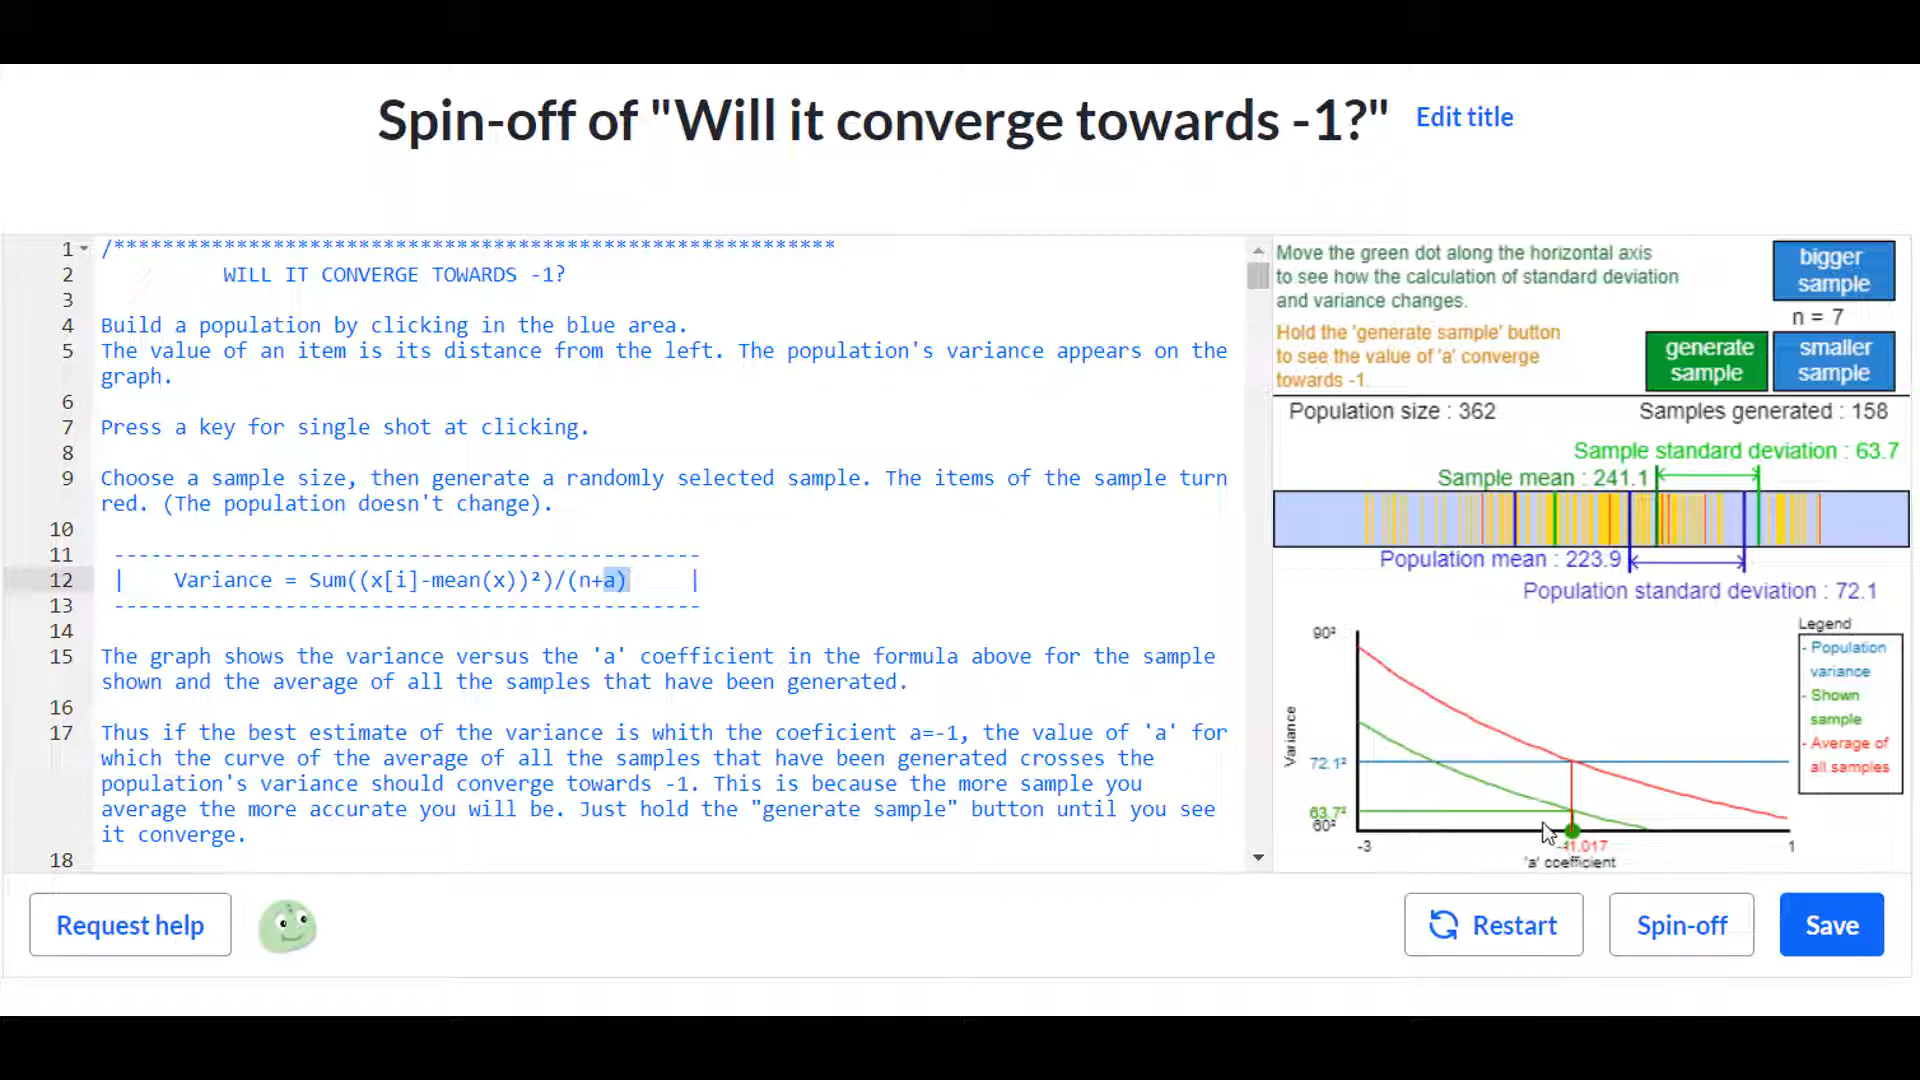 Spin-off of "Will it converge towards -1?" Edit title
1 /***********************************************************
2 WILL IT CONVERGE TOWARDS -1?
3
4 Build a population by clicking in the blue area.
5 The value of an item is its distance from the left. The population's variance appears on the
graph.
6
7 Press a key for single shot at clicking.
8
9 Choose a sample size, then generate a randomly selected sample. The items of the sample turn
red. (The population doesn't change).
10
11 ------------------------------------------------
12 | Variance = Sum((x[i]-mean(x))²)/(n+a) |
13 ------------------------------------------------
14
15 The graph shows the variance versus the 'a' coefficient in the formula above for the sample
shown and the average of all the samples that have been generated.
16
17 Thus if the best estimate of the variance is whith the coeficient a=-1, the value of 'a' for
which the curve of the average of all the samples that have been generated crosses the
population's variance should converge towards -1. This is because the more sample you
average the more accurate you will be. Just hold the "generate sample" button until you see
it converge.
18
Move the green dot along the horizontal axis
to see how the calculation of standard deviation
and variance changes.
Hold the 'generate sample' button
to see the value of 'a' converge
towards -1.
bigger
sample
n = 7
generate
sample
smaller
sample
Population size : 362
Samples generated : 158
Sample standard deviation : 63.7
Sample mean : 241.1
Population mean : 223.9
Population standard deviation : 72.1
90²
72.1²
63.7²
60²
Variance
-3
1
'a' coefficient
Legend
- Population
variance
- Shown
sample
- Average of
all samples
Request help
Restart
Spin-off
Save